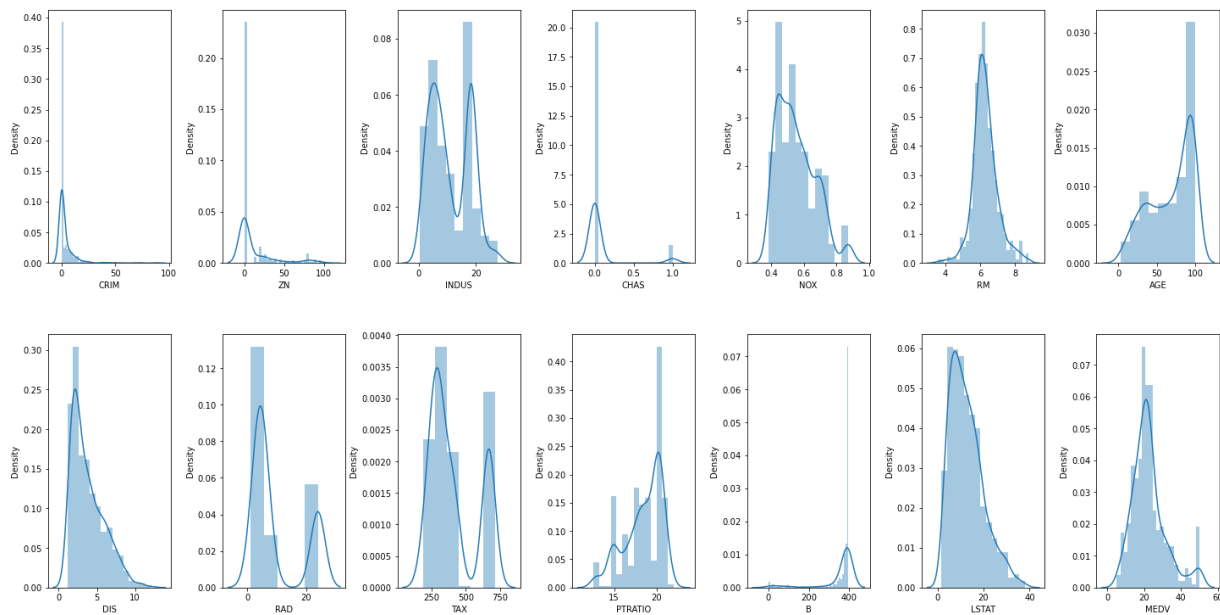 Density
0.40
0.35
0.30
0.25
0.20
0.15
0.10
0.05
0.00
0 50 100
CRIM
Density
0.20
0.15
0.10
0.05
0.00
0 50 100
ZN
Density
0.08
0.06
0.04
0.02
0.00
0 20
INDUS
Density
20.0
17.5
15.0
12.5
10.0
7.5
5.0
2.5
0.0
0.0 0.5 1.0
CHAS
Density
5
4
3
2
1
0
0.4 0.6 0.8 1.0
NOX
Density
0.8
0.7
0.6
0.5
0.4
0.3
0.2
0.1
0.0
4 6 8
RM
Density
0.030
0.025
0.020
0.015
0.010
0.005
0.000
0 50 100
AGE
Density
0.30
0.25
0.20
0.15
0.10
0.05
0.00
0 5 10
DIS
Density
0.14
0.12
0.10
0.08
0.06
0.04
0.02
0.00
0 20
RAD
Density
0.0040
0.0035
0.0030
0.0025
0.0020
0.0015
0.0010
0.0005
0.0000
250 500 750
TAX
Density
0.40
0.35
0.30
0.25
0.20
0.15
0.10
0.05
0.00
15 20
PTRATIO
Density
0.07
0.06
0.05
0.04
0.03
0.02
0.01
0.00
0 200 400
B
Density
0.06
0.05
0.04
0.03
0.02
0.01
0.00
0 20 40
LSTAT
Density
0.07
0.06
0.05
0.04
0.03
0.02
0.01
0.00
0 20 40 60
MEDV